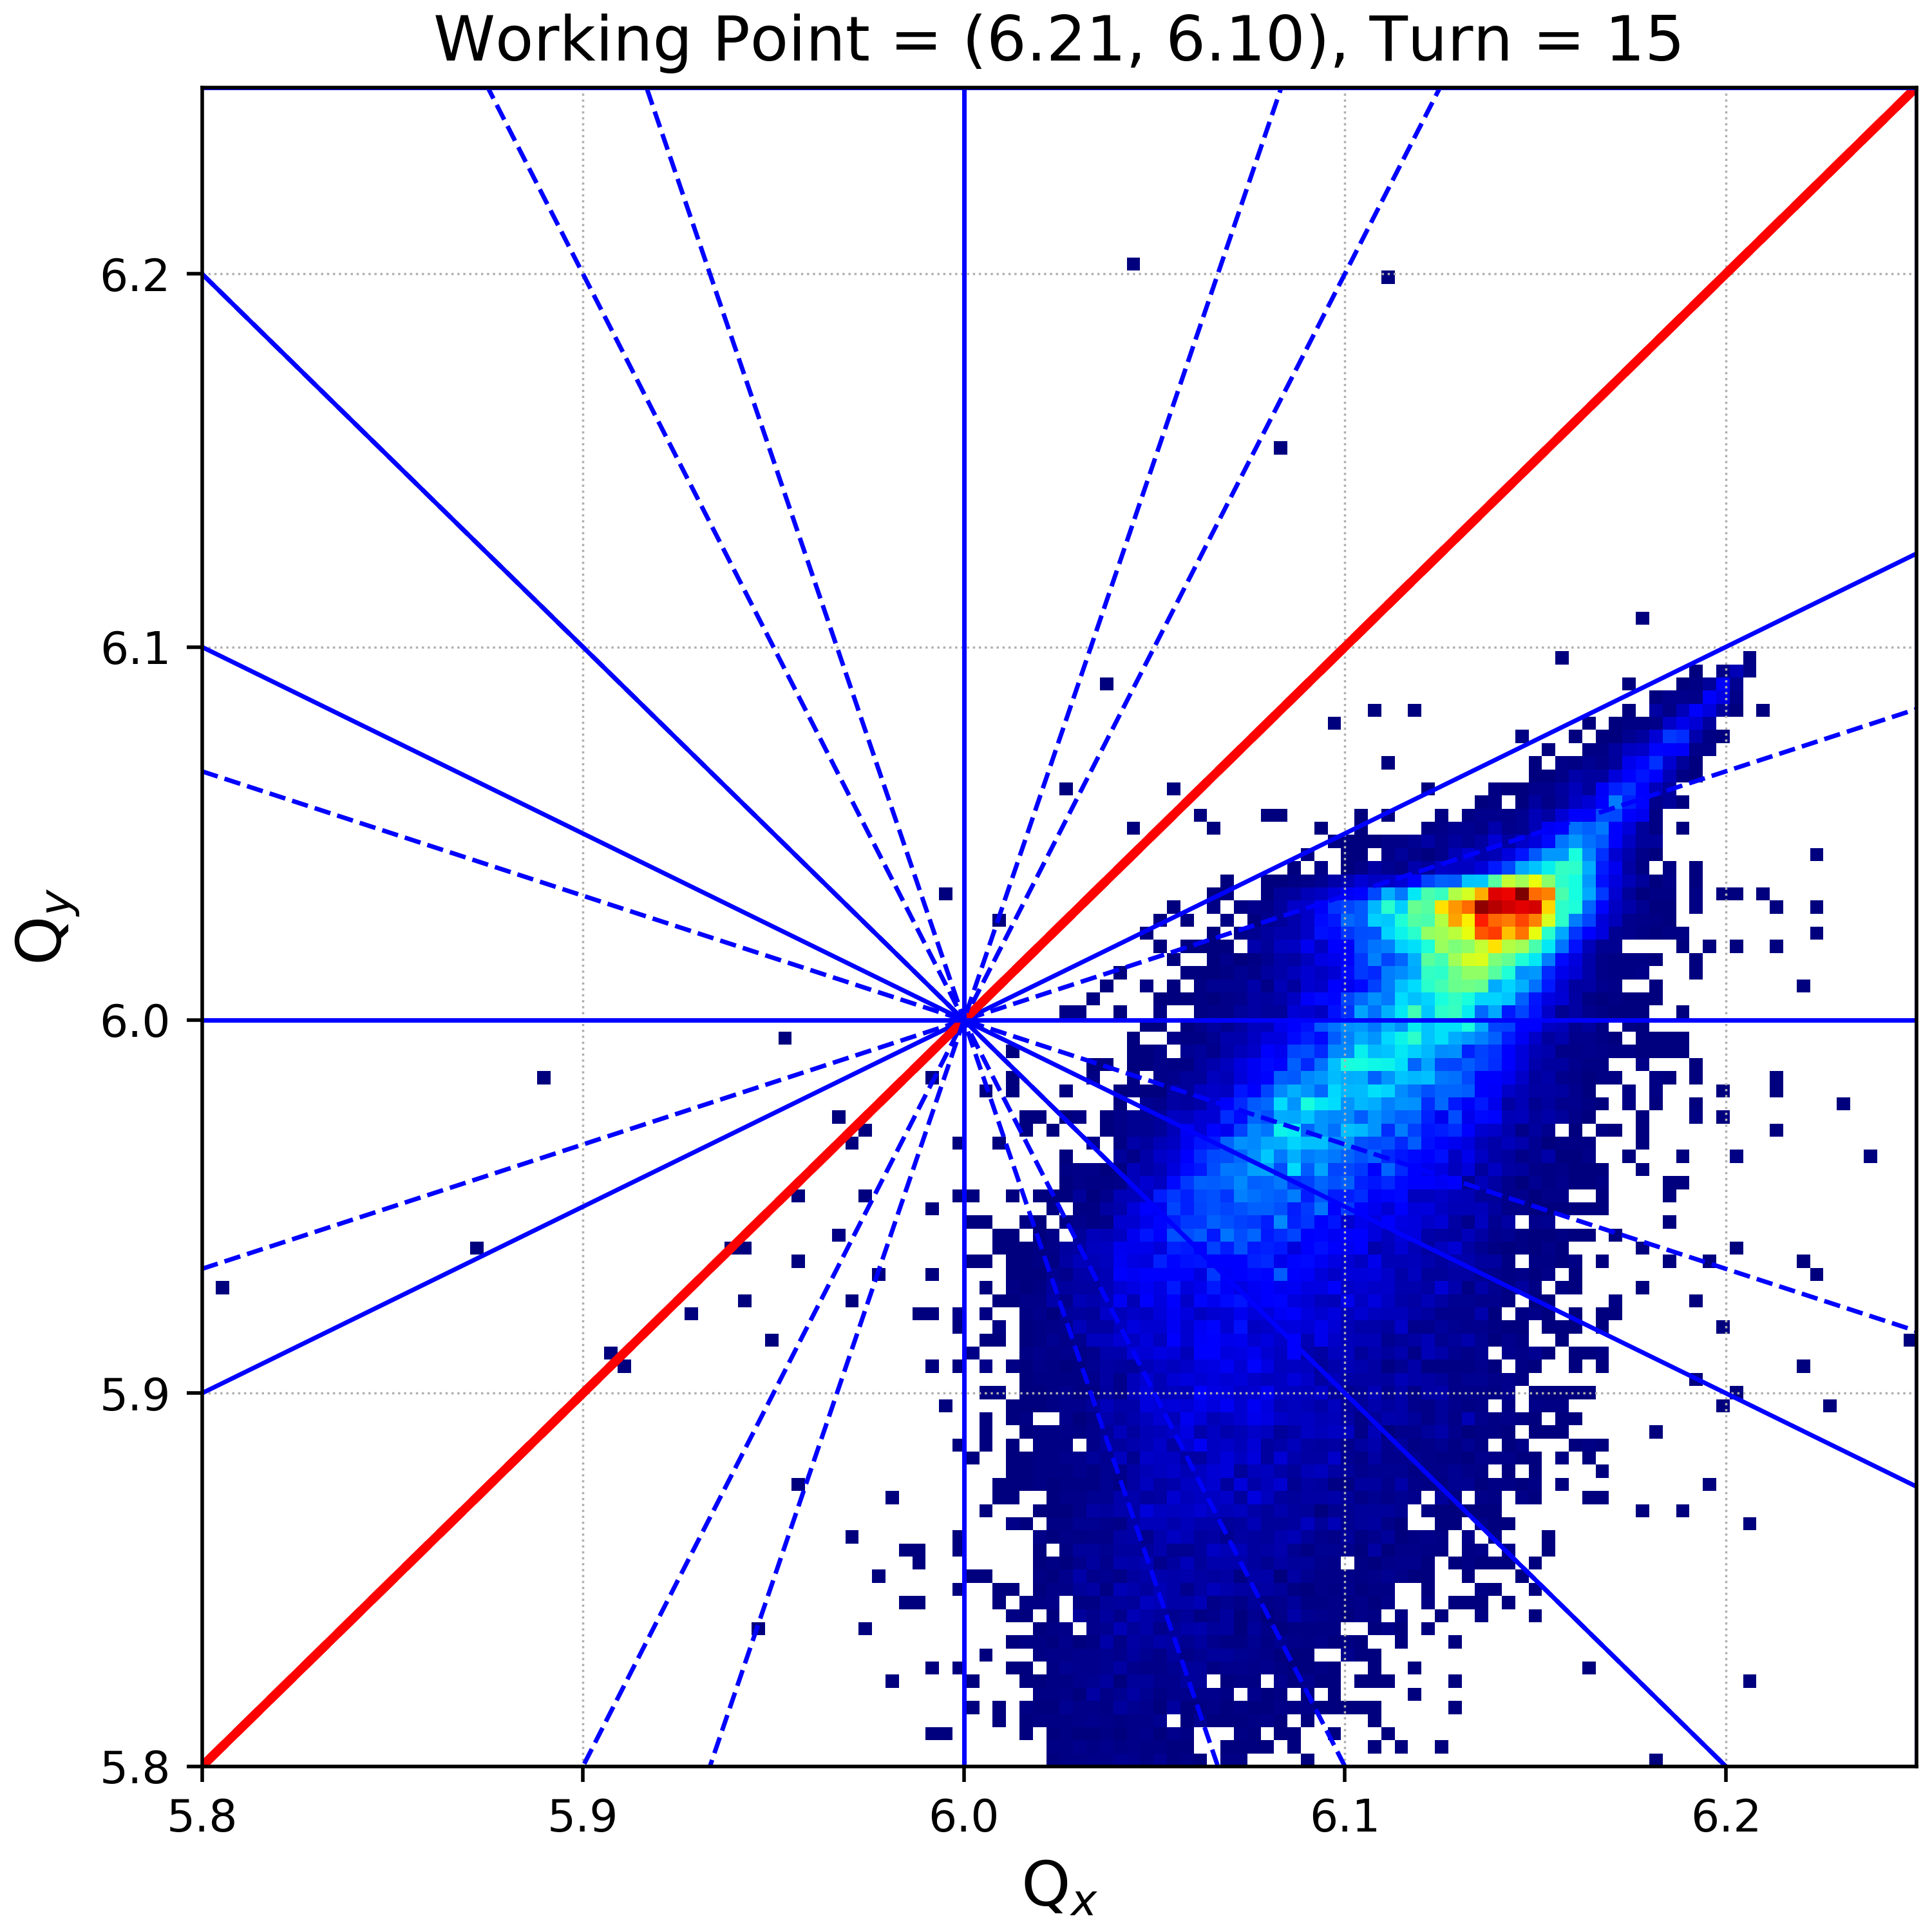 Working Point = (6.21, 6.10), Turn = 15
6.2
6.1
6.0
5.9
5.8
Qy
5.8 5.9 6.0 6.1 6.2
Qx